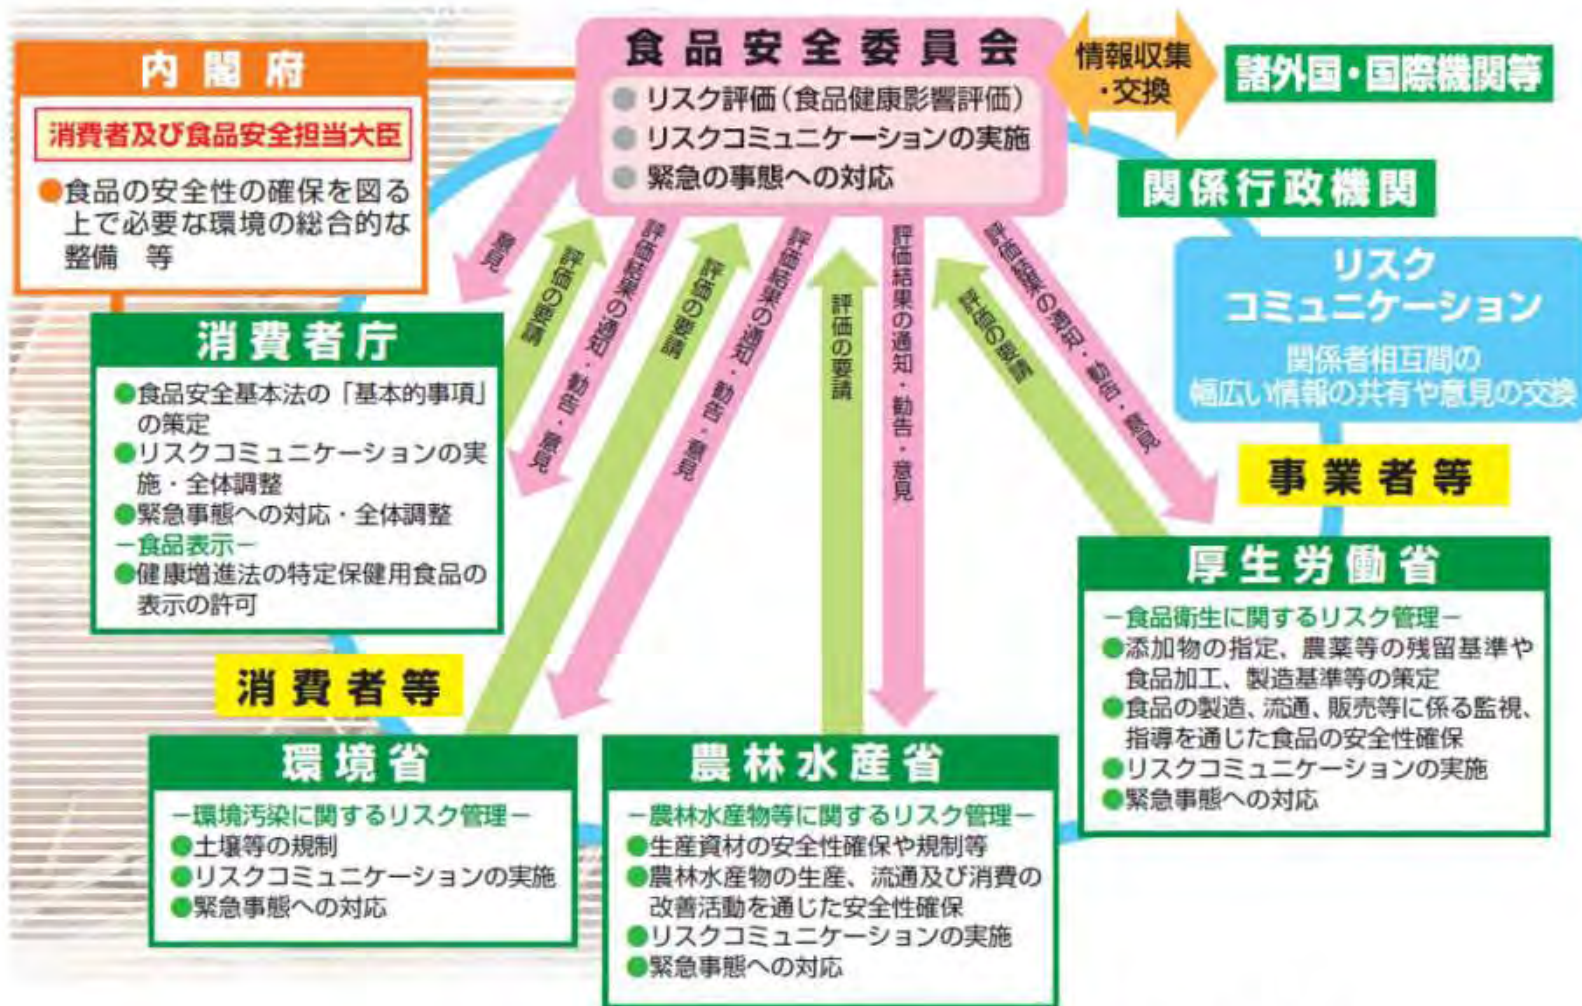 食品安全委員会
リスク評価(食品健康影響評価)
リスクコミュニケーションの実施
緊急の事態への対応
情報収集
・交換
諸外国・国際機関等
内閣府
消費者及び食品安全担当大臣
●食品の安全性の確保を図る
上で必要な環境の総合的な
整備 等
関係行政機関
リスク
コミュニケーション
関係者相互間の
幅広い情報の共有や意見の交換
意見
評価の要請
評価結果の通知・勧告・意見
評価の要請
評価結果の通知・勧告・意見
評価の要請
評価結果の通知・勧告・意見
評価の要請
評価結果の通知・勧告・意見
消費者庁
●食品安全基本法の「基本的事項」
の策定
●リスクコミュニケーションの実
施・全体調整
●緊急事態への対応・全体調整
－食品表示－
●健康増進法の特定保健用食品の
表示の許可
事業者等
消費者等
厚生労働省
－食品衛生に関するリスク管理－
●添加物の指定、農薬等の残留基準や
食品加工、製造基準等の策定
●食品の製造、流通、販売等に係る監視、
指導を通じた食品の安全性確保
●リスクコミュニケーションの実施
●緊急事態への対応
環境省
－環境汚染に関するリスク管理－
●土壌等の規制
●リスクコミュニケーションの実施
●緊急事態への対応
農林水産省
－農林水産物等に関するリスク管理－
●生産資材の安全性確保や規制等
●農林水産物の生産、流通及び消費の
改善活動を通じた安全性確保
●リスクコミュニケーションの実施
●緊急事態への対応